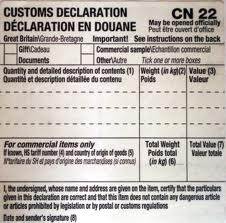 CUSTOMS DECLARATION CN 22
DÉCLARATION EN DOUANE May be opened officially
Peut être ouvert d'office
Great Britain/Grande-Bretagne Important! See instructions on the back
Gift\Cadeau Commercial sample/Echantillon commercial
Documents Other\Autre Tick one or more boxes
Quantity and detailed description of contents (1) Weight (in kg)(2) Value (3)
Quantité et description détaillée du contenu Poids Valeur
For commercial items only Total Weight Total Value (7)
If known, HS tariff number (4) and country of origin of goods (5) Poids total Valeur totale
N°tarifaire du SH et pays d'origine des marchandises (si connus) (in kg) (6)
I, the undersigned, whose name and address are given on the item, certify that the particulars
given in this declaration are correct and that this item does not contain any dangerous article
or articles prohibited by legislation or by postal or customs regulations
Date and sender's signature (8)